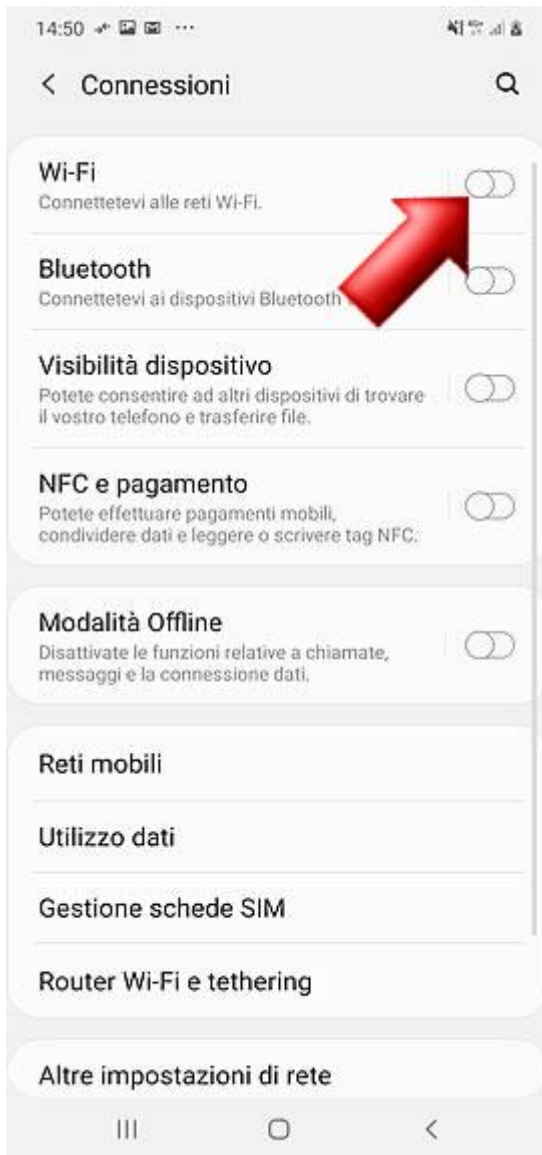 14:50
Connessioni
Wi-Fi
Connettetevi alle reti Wi-Fi.
Bluetooth
Connettetevi ai dispositivi Bluetooth
Visibilità dispositivo
Potete consentire ad altri dispositivi di trovare
il vostro telefono e trasferire file.
NFC e pagamento
Potete effettuare pagamenti mobili,
condividere dati e leggere o scrivere tag NFC.
Modalità Offline
Disattivate le funzioni relative a chiamate,
messaggi e la connessione dati.
Reti mobili
Utilizzo dati
Gestione schede SIM
Router Wi-Fi e tethering
Altre impostazioni di rete